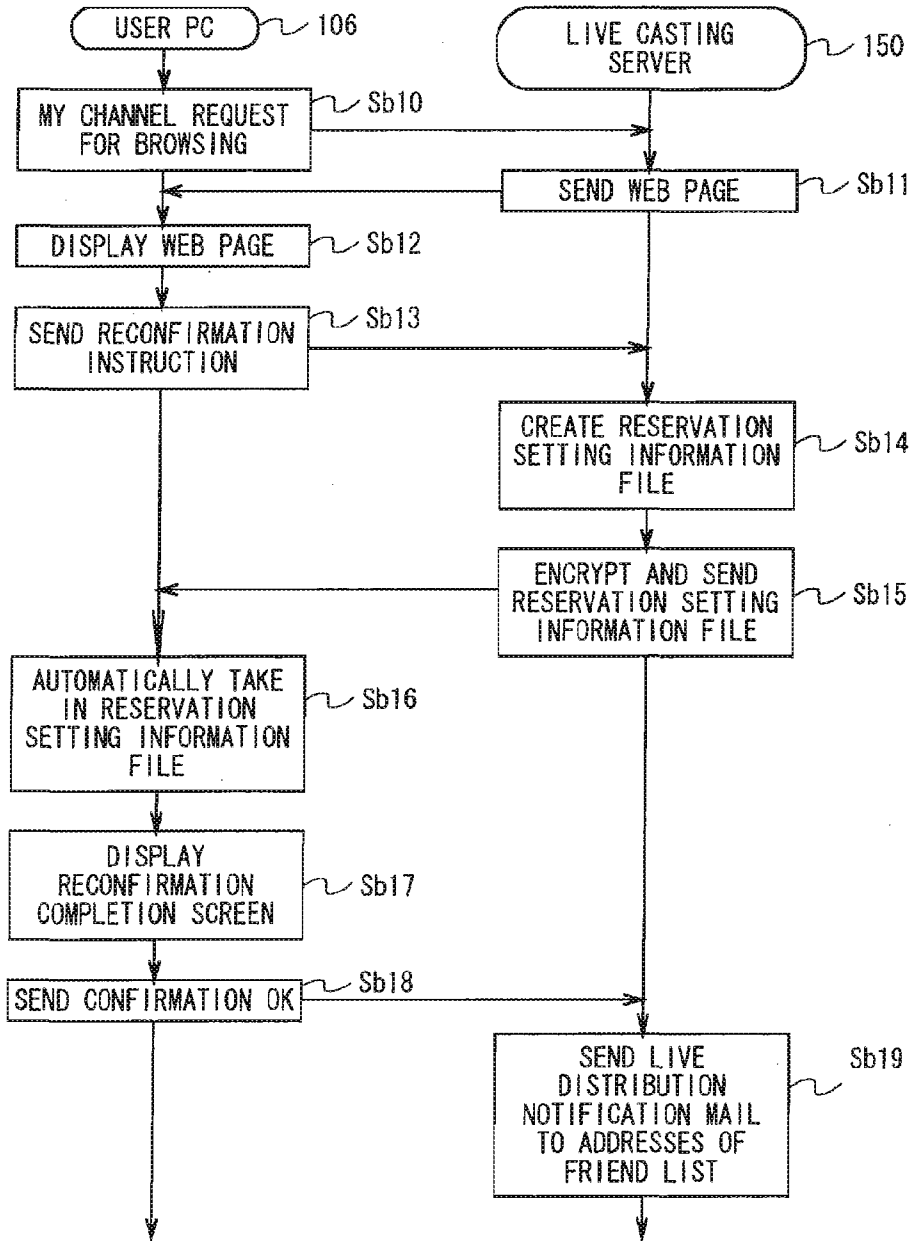 USER PC
106
LIVE CASTING
SERVER
150
MY CHANNEL REQUEST
FOR BROWSING
Sb10
SEND WEB PAGE
Sb11
DISPLAY WEB PAGE
Sb12
SEND RECONFIRMATION
INSTRUCTION
Sb13
CREATE RESERVATION
SETTING INFORMATION
FILE
Sb14
ENCRYPT AND SEND
RESERVATION SETTING
INFORMATION FILE
Sb15
AUTOMATICALLY TAKE
IN RESERVATION
SETTING INFORMATION
FILE
Sb16
DISPLAY
RECONFIRMATION
COMPLETION SCREEN
Sb17
SEND CONFIRMATION OK
Sb18
SEND LIVE
DISTRIBUTION
NOTIFICATION MAIL
TO ADDRESSES OF
FRIEND LIST
Sb19